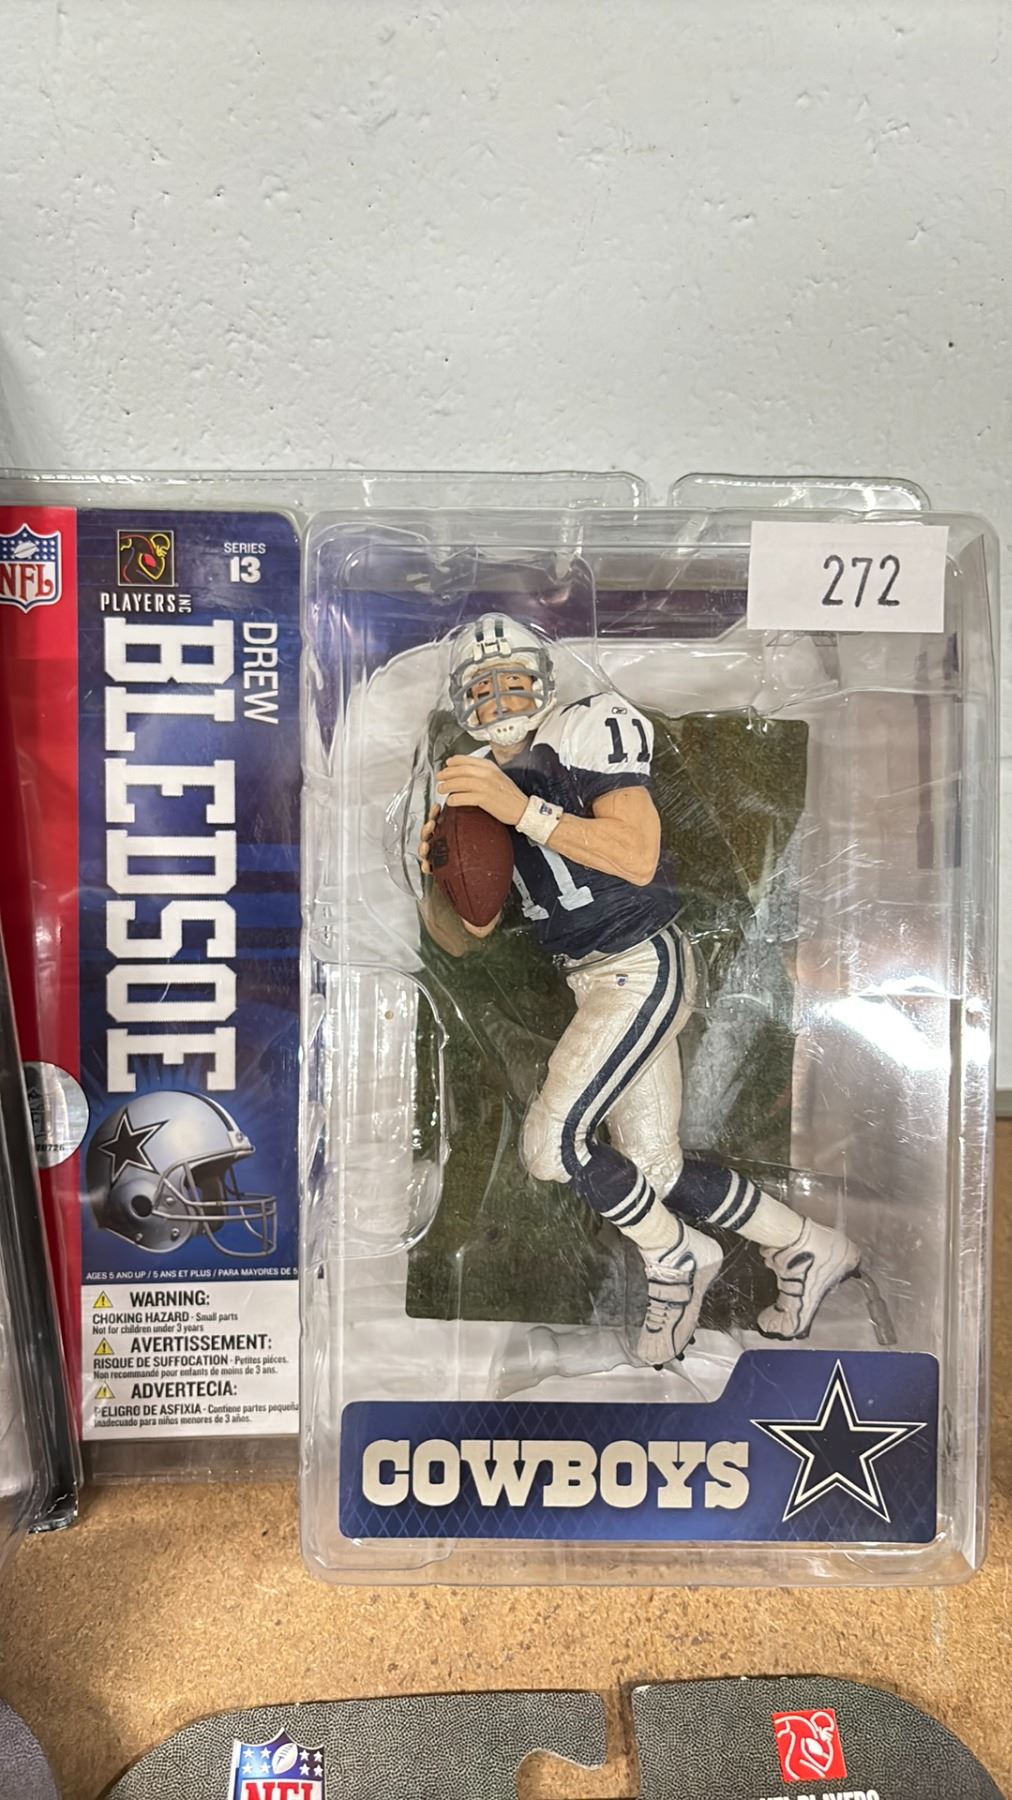 272
NFL
PLAYERS INC
SERIES
13
DREW
BLEDSOE
11
11
AGES 5 AND UP / 5 ANS ET PLUS / PARA MAYORES DE 5
WARNING:
CHOKING HAZARD - Small parts
Not for children under 3 years
AVERTISSEMENT:
RISQUE DE SUFFOCATION - Petites pièces.
Non recommandé pour enfants de moins de 3 ans.
ADVERTECIA:
PELIGRO DE ASFIXIA - Contiene partes pequeña
Inadecuado para niños menores de 3 años.
COWBOYS
NFL
NFL PLAYERS